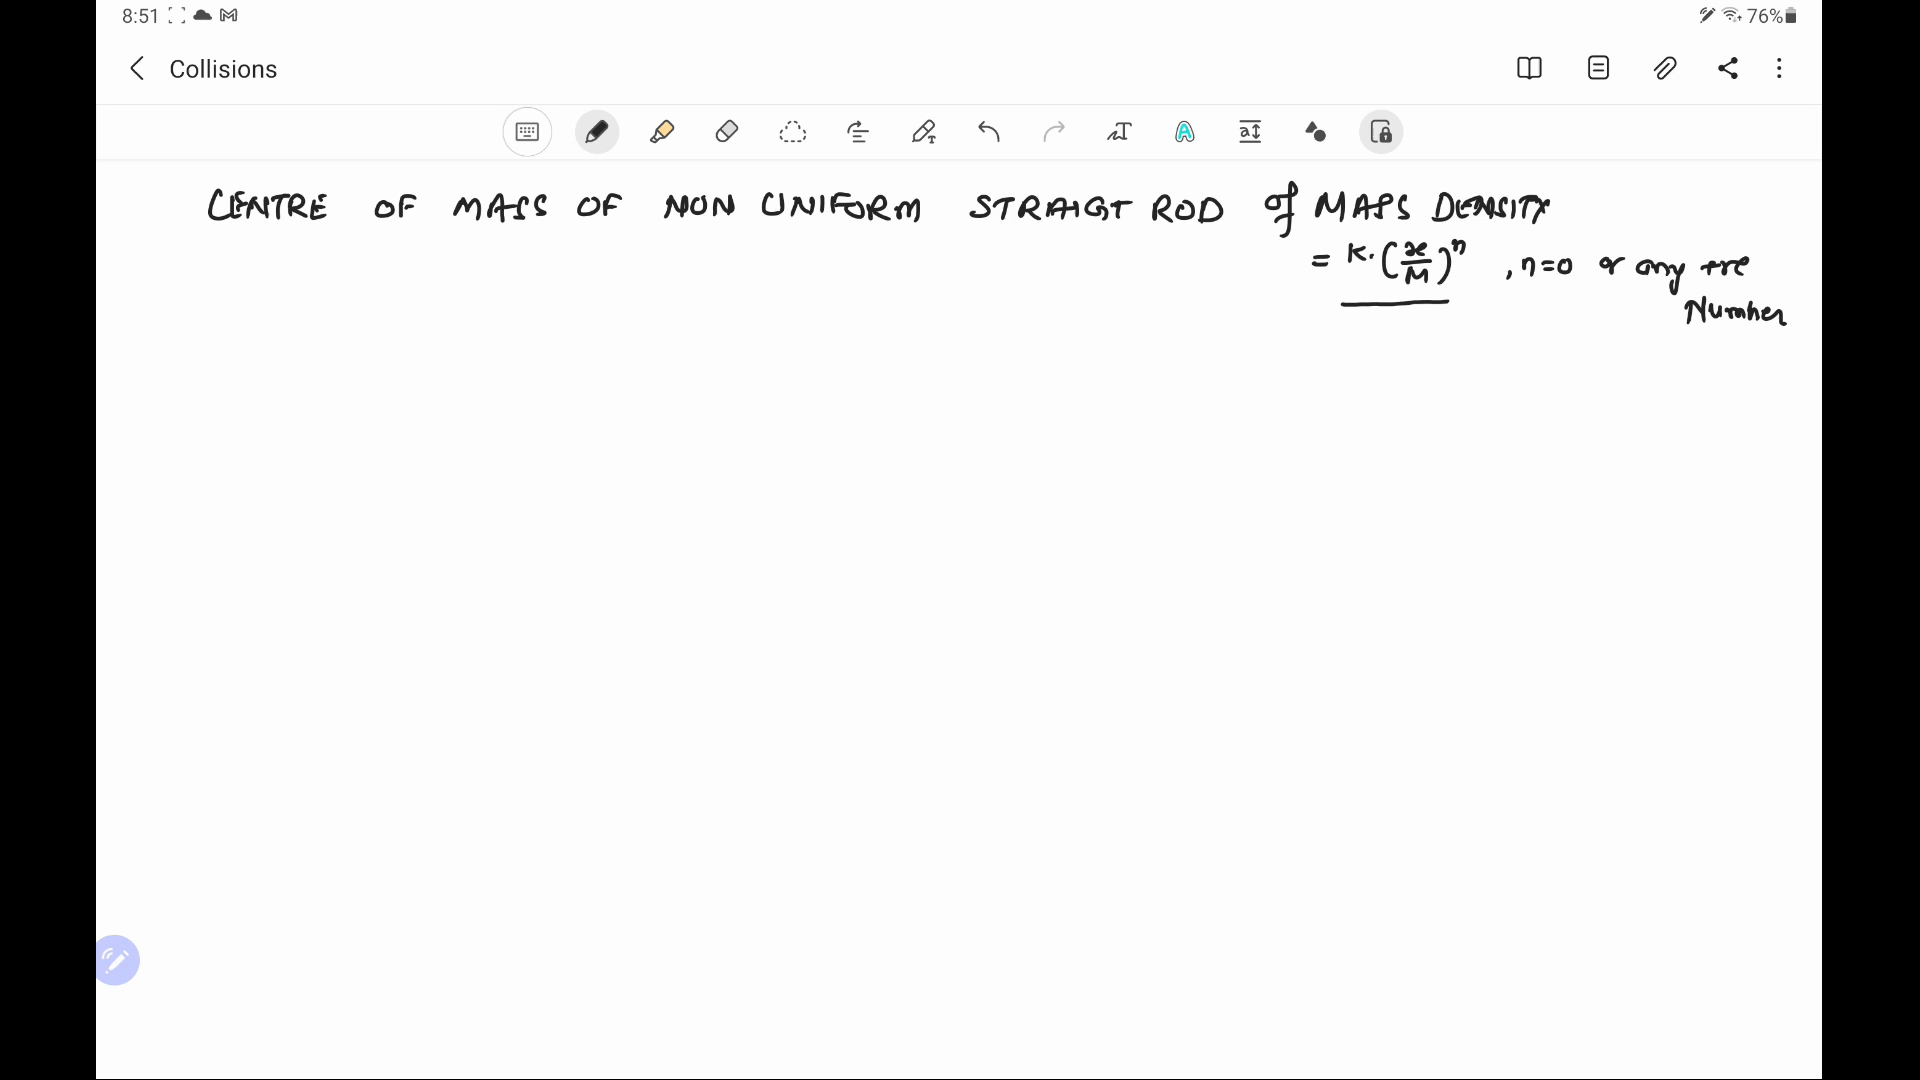 8:51 76%
Collisions
CENTRE OF MASS OF NON UNIFORM STRAIGT ROD of MASS DENSITY
= K.(x/M)^n , n=0 or any +ve
Number